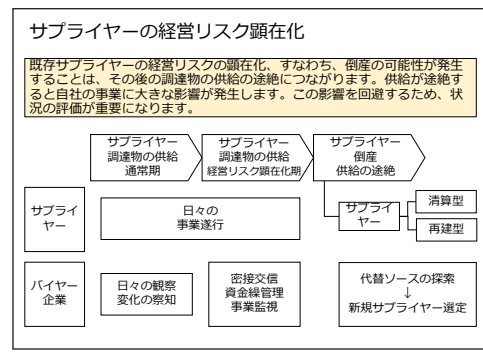 サプライヤーの経営リスク顕在化
既存サプライヤーの経営リスクの顕在化、すなわち、倒産の可能性が発生
することは、その後の調達物の供給の途絶につながります。供給が途絶す
ると自社の事業に大きな影響が発生します。この影響を回避するため、状
況の評価が重要になります。
サプライヤー
調達物の供給
通常期
サプライヤー
調達物の供給
経営リスク顕在化期
サプライヤー
倒産
供給の途絶
サプライ
ヤー
日々の
事業遂行
サプライ
ヤー
清算型
再建型
バイヤー
企業
日々の観察
変化の察知
密接交信
資金繰管理
事業監視
代替ソースの探索
↓
新規サプライヤー選定